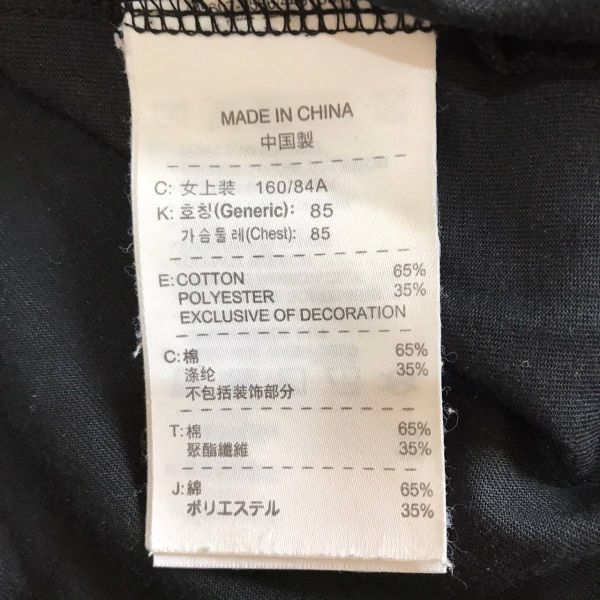 MADE IN CHINA
中国製
C: 女上装 160/84A
K: 호칭(Generic): 85
가슴둘레(Chest): 85
E: COTTON 65%
POLYESTER 35%
EXCLUSIVE OF DECORATION
C: 棉 65%
涤纶 35%
不包括装饰部分
T: 棉 65%
聚酯纖維 35%
J: 綿 65%
ポリエステル 35%